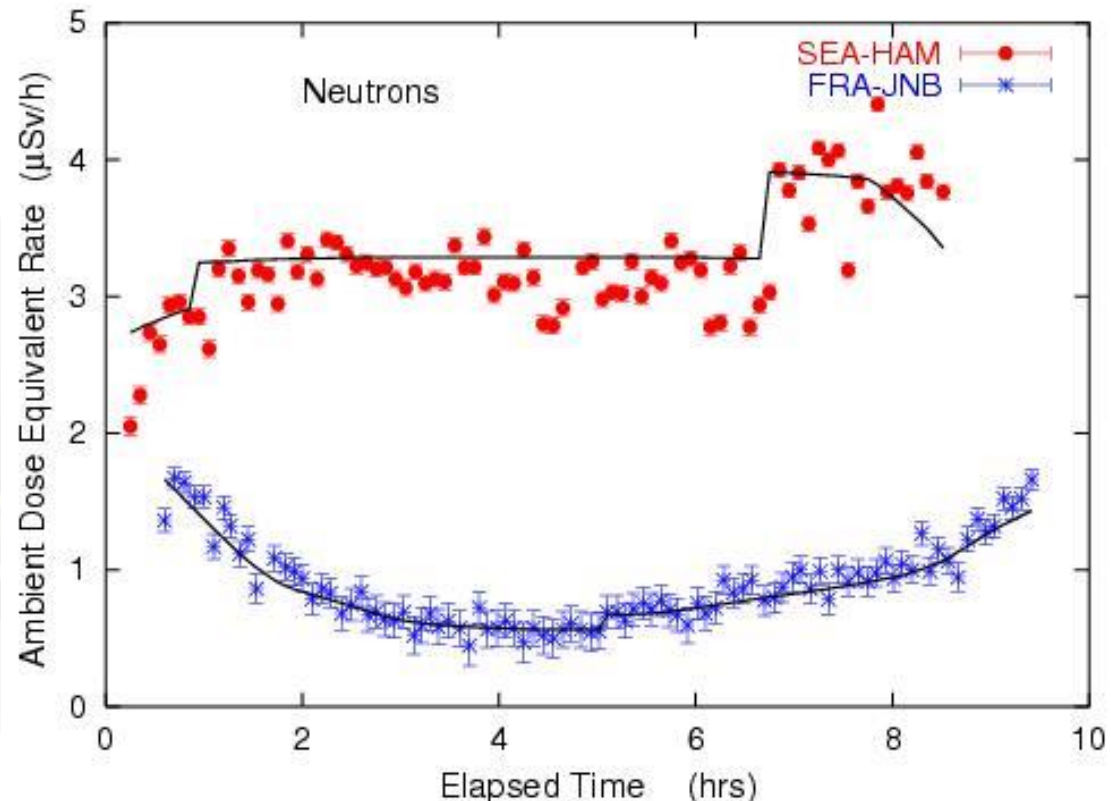 5
SEA-HAM
FRA-JNB
Neutrons
4
3
2
1
0
0 2 4 6 8 10
Ambient Dose Equivalent Rate (µSv/h)
Elapsed Time (hrs)